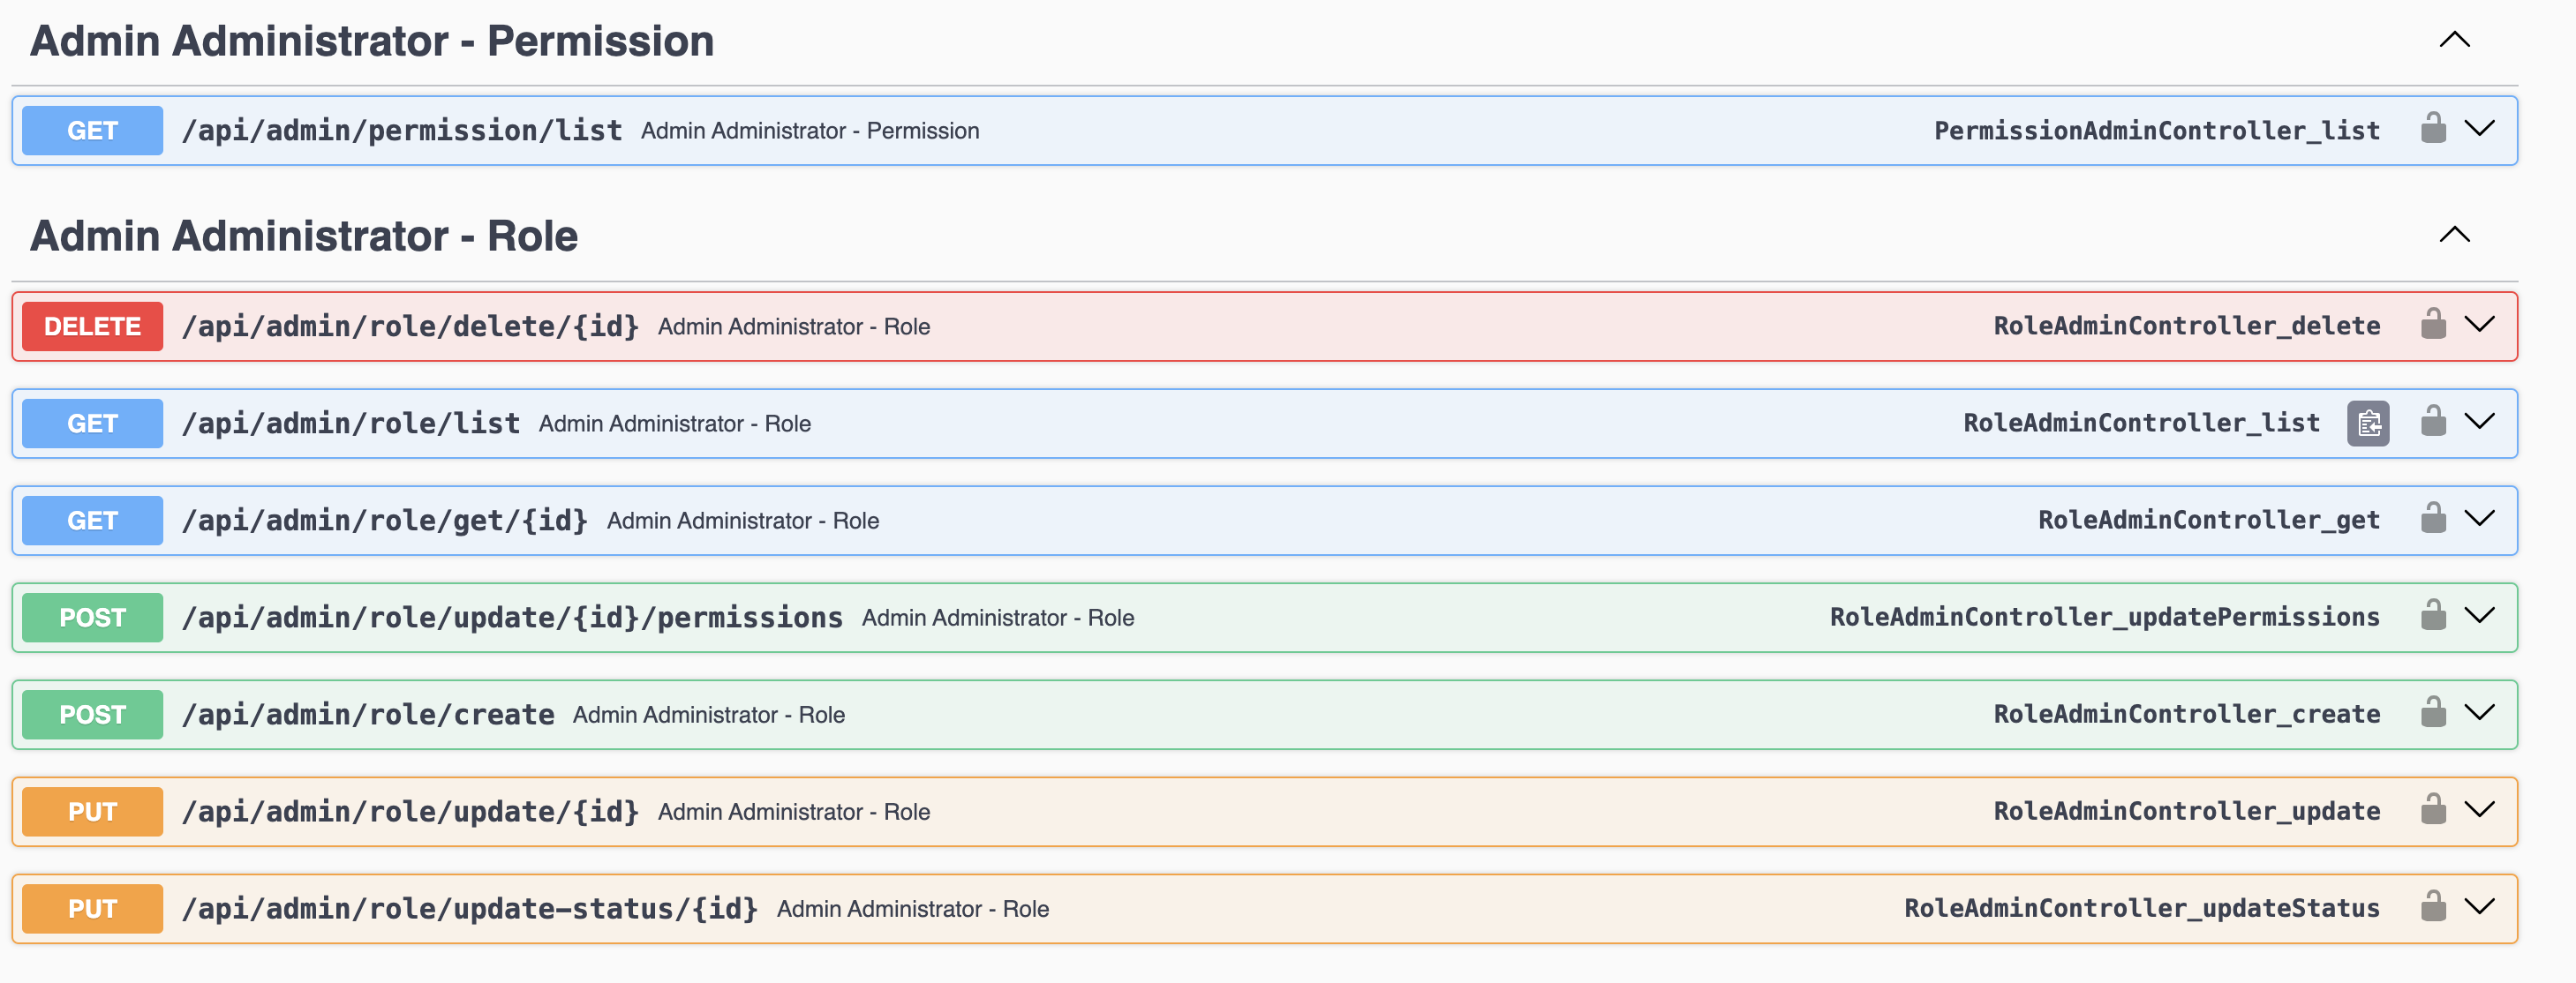 Admin Administrator - Permission
GET /api/admin/permission/list Admin Administrator - Permission PermissionAdminController_list
Admin Administrator - Role
DELETE /api/admin/role/delete/{id} Admin Administrator - Role RoleAdminController_delete
GET /api/admin/role/list Admin Administrator - Role RoleAdminController_list
GET /api/admin/role/get/{id} Admin Administrator - Role RoleAdminController_get
POST /api/admin/role/update/{id}/permissions Admin Administrator - Role RoleAdminController_updatePermissions
POST /api/admin/role/create Admin Administrator - Role RoleAdminController_create
PUT /api/admin/role/update/{id} Admin Administrator - Role RoleAdminController_update
PUT /api/admin/role/update-status/{id} Admin Administrator - Role RoleAdminController_updateStatus